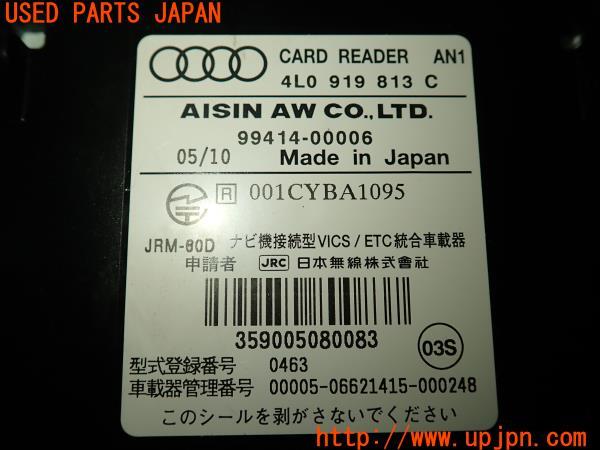 USED PARTS JAPAN
CARD READER AN1
4L0 919 813 C
AISIN AW CO.,LTD.
99414-00006
05/10 Made in Japan
R 001CYBA1095
JRM-60D ナビ機接続型VICS/ETC統合車載器
申請者 JRC 日本無線株式會社
359005080083
03S
型式登録番号 0463
車載器管理番号 00005-06621415-000248
このシールを剥がさないでください
UPJ www.upjpn.com